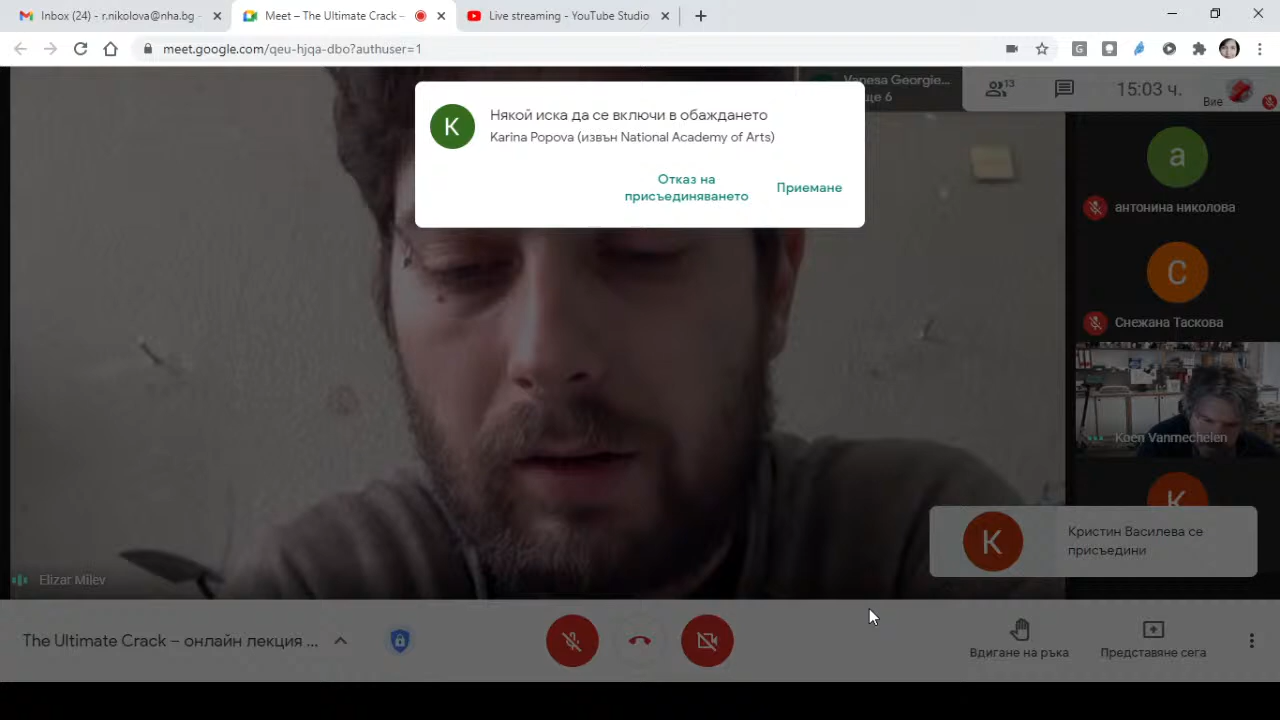 Inbox (24) - r.nikolova@nha.bg -
Meet – The Ultimate Crack –
Live streaming - YouTube Studio
meet.google.com/qeu-hjqa-dbo?authuser=1
G
Vanesa Georgie...
още 6
13
15:03 ч.
Вие
K
Някой иска да се включи в обаждането
Karina Popova (извън National Academy of Arts)
Отказ на
присъединяването
Приемане
а
антонина николова
С
Снежана Таскова
Koen Vanmechelen
К
К
Кристин Василева се
присъедини
Elizar Milev
The Ultimate Crack – онлайн лекция ...
Вдигане на ръка
Представяне сега